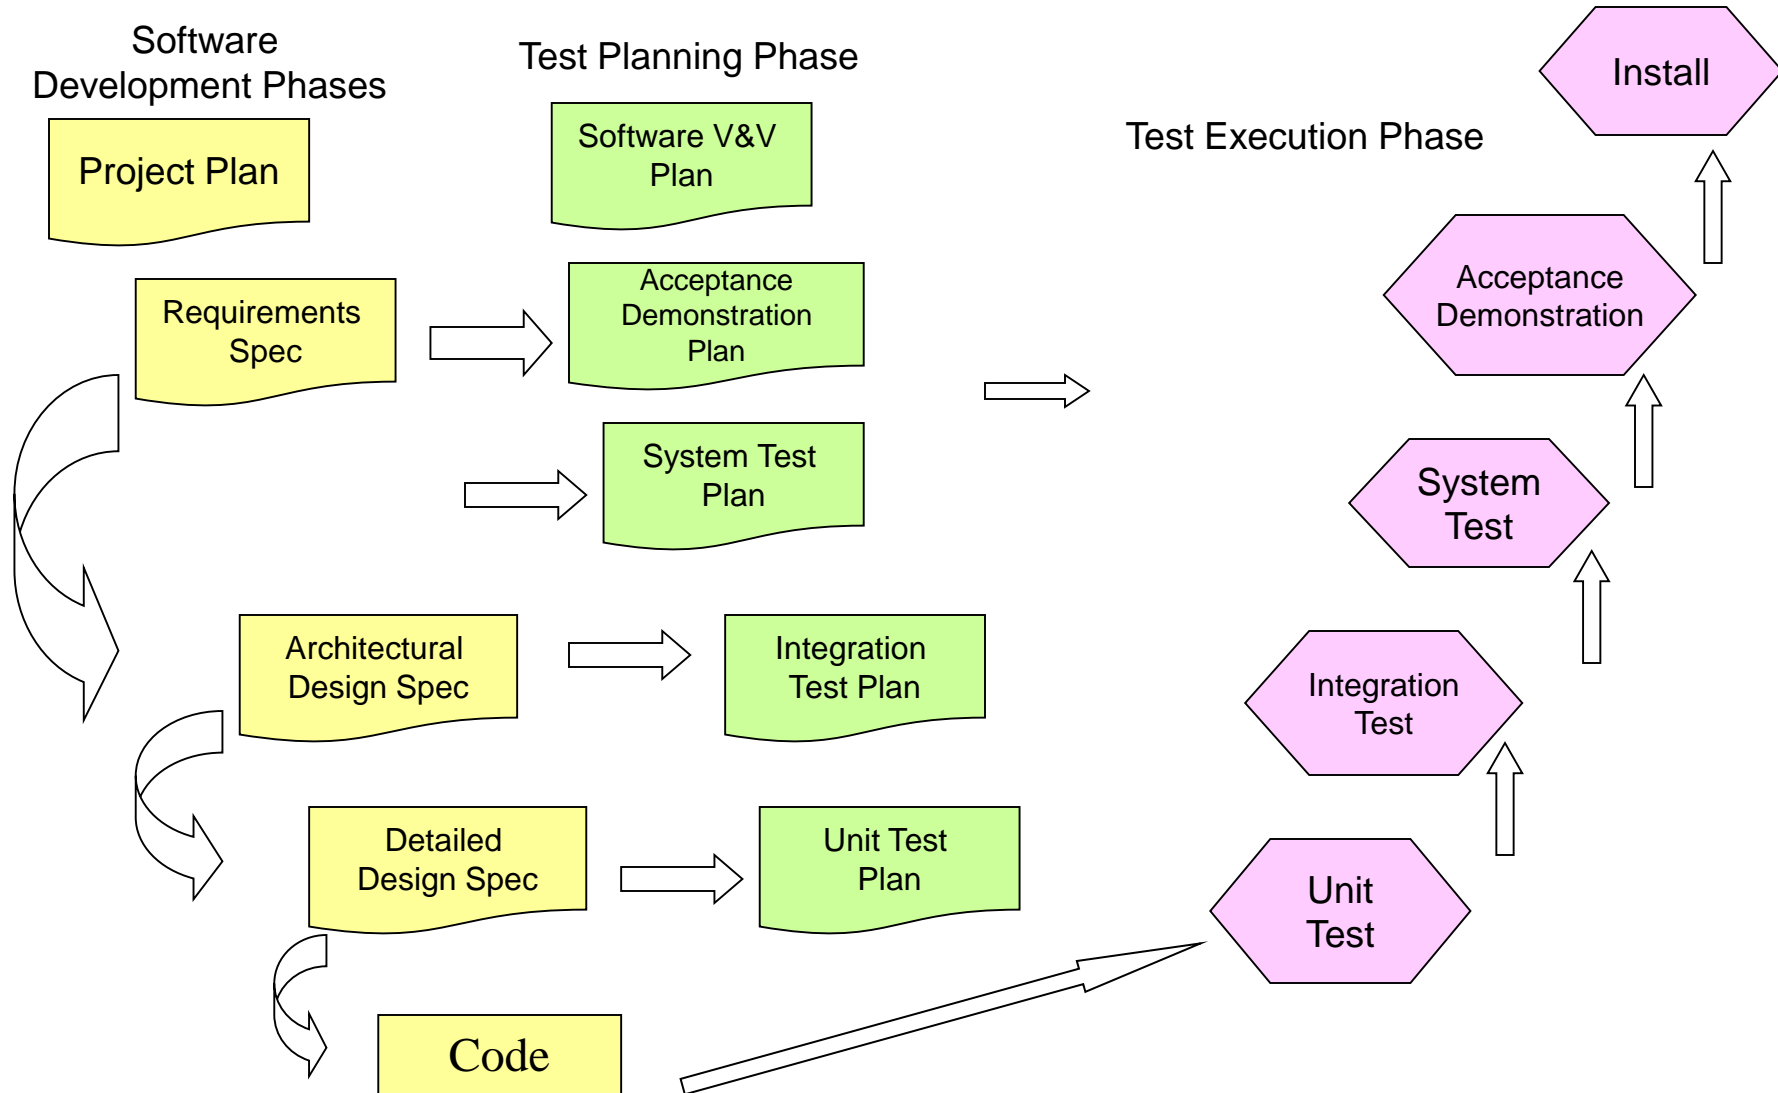 Software
Development Phases
Test Planning Phase
Test Execution Phase
Install
Project Plan
Software V&V
Plan
Requirements
Spec
Acceptance
Demonstration
Plan
Acceptance
Demonstration
System Test
Plan
System
Test
Architectural
Design Spec
Integration
Test Plan
Integration
Test
Detailed
Design Spec
Unit Test
Plan
Unit
Test
Code